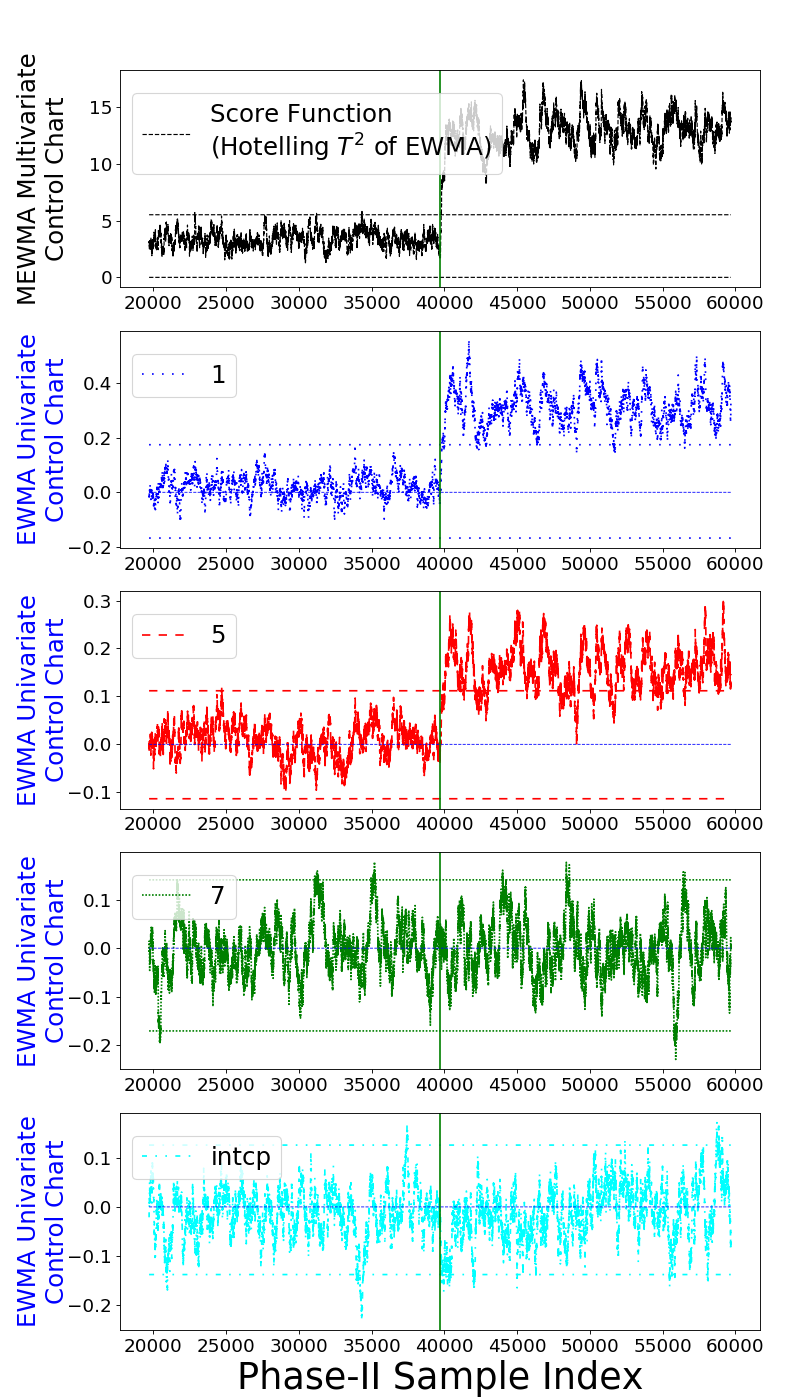 MEWMA Multivariate
Control Chart
15
10
5
0
Score Function
(Hotelling T² of EWMA)
20000 25000 30000 35000 40000 45000 50000 55000 60000
EWMA Univariate
Control Chart
0.4
0.2
0.0
−0.2
1
20000 25000 30000 35000 40000 45000 50000 55000 60000
EWMA Univariate
Control Chart
0.3
0.2
0.1
0.0
−0.1
5
20000 25000 30000 35000 40000 45000 50000 55000 60000
EWMA Univariate
Control Chart
0.1
0.0
−0.1
−0.2
7
20000 25000 30000 35000 40000 45000 50000 55000 60000
EWMA Univariate
Control Chart
0.1
0.0
−0.1
−0.2
intcp
20000 25000 30000 35000 40000 45000 50000 55000 60000
Phase-II Sample Index